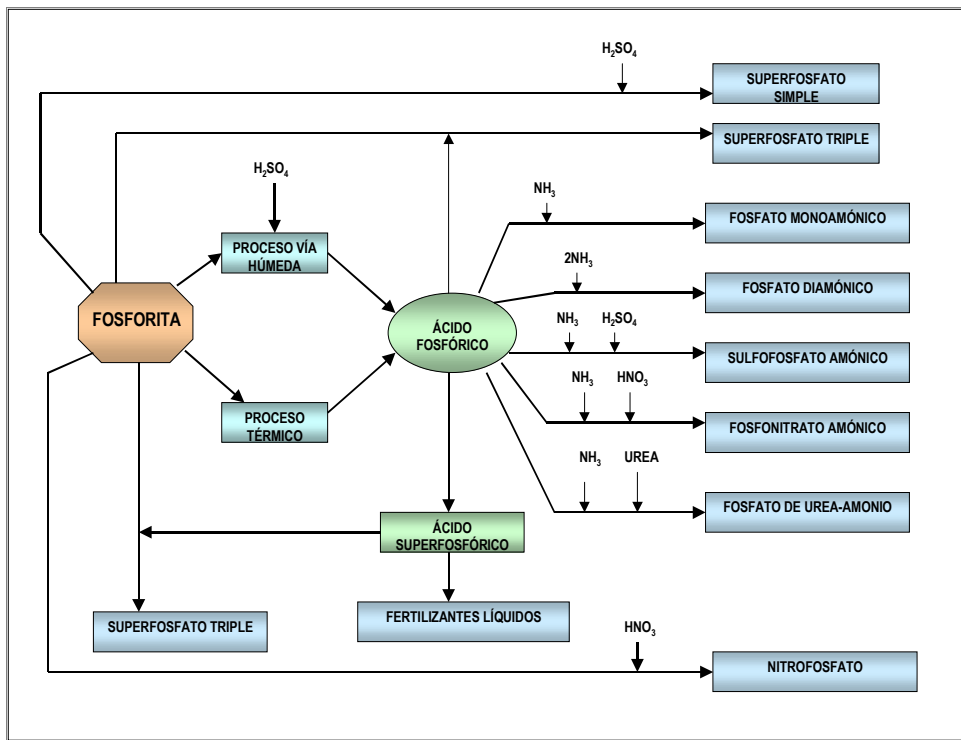 H₂SO₄
SUPERFOSFATO
SIMPLE
SUPERFOSFATO TRIPLE
H₂SO₄
NH₃
FOSFATO MONOAMÓNICO
PROCESO VÍA
HÚMEDA
2NH₃
FOSFATO DIAMÓNICO
FOSFORITA
ÁCIDO
FOSFÓRICO
NH₃ H₂SO₄
SULFOFOSFATO AMÓNICO
NH₃ HNO₃
PROCESO
TÉRMICO
FOSFONITRATO AMÓNICO
NH₃ UREA
FOSFATO DE UREA-AMONIO
ÁCIDO
SUPERFOSFÓRICO
SUPERFOSFATO TRIPLE
FERTILIZANTES LÍQUIDOS
HNO₃
NITROFOSFATO